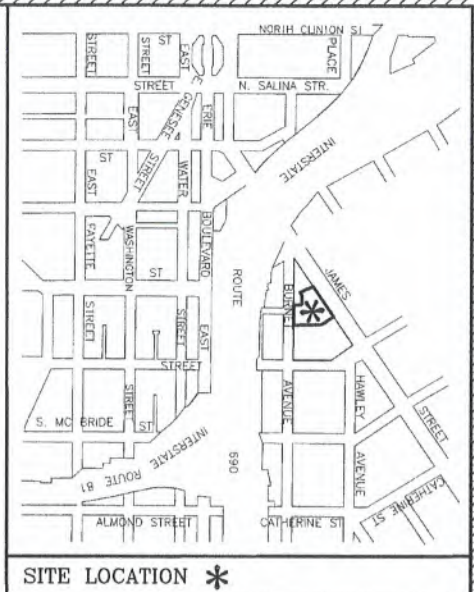 NORTH CLINTON ST
STREET
ST
STREET
EAST
PLACE
STREET
N. SALINA STR.
E. GENESEE STREET
EAST
ERIE
INTERSTATE
ST
EAST
WATER
FAYETTE
WASHINGTON
BOULEVARD
ST
ROUTE
JAMES
BURNET
STREET
STREET
EAST
STREET
AVENUE
HAWLEY
STREET
S. MC BRIDE
STREET
ST
INTERSTATE
ROUTE 81
690
AVENUE
CATHERINE ST
ALMOND STREET
CATHERINE ST
SITE LOCATION *